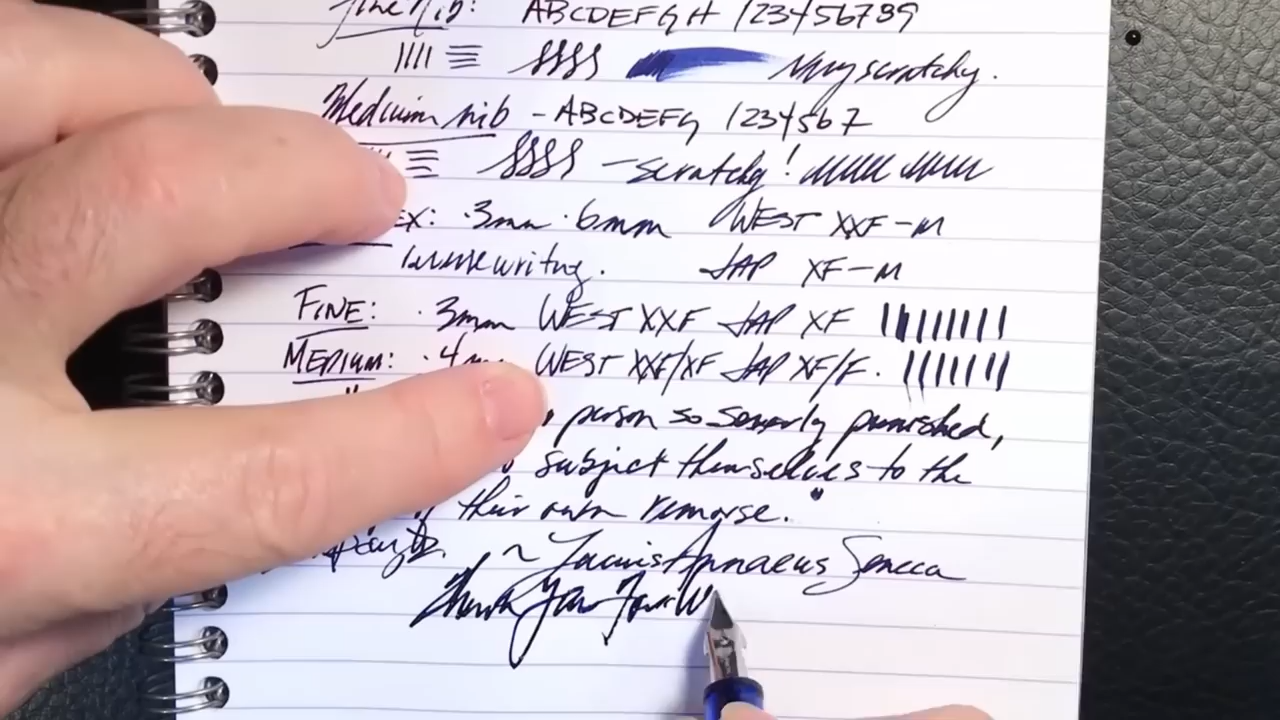 Fine Nib: ABCDEFGH 123456789
Very scratchy.
Medium nib - ABCDEFG 1234567
- scratchy!
EX: .3mm .6mm WEST XXF-M
writing. JAP XF-M
FINE: .3mm WEST XXF JAP XF
MEDIUM: .4m WEST XXF/XF JAP XF/F.
person so severly punished,
subject themselves to the
their own remorse."
~ Lucius Annaeus Seneca
Thank You For W